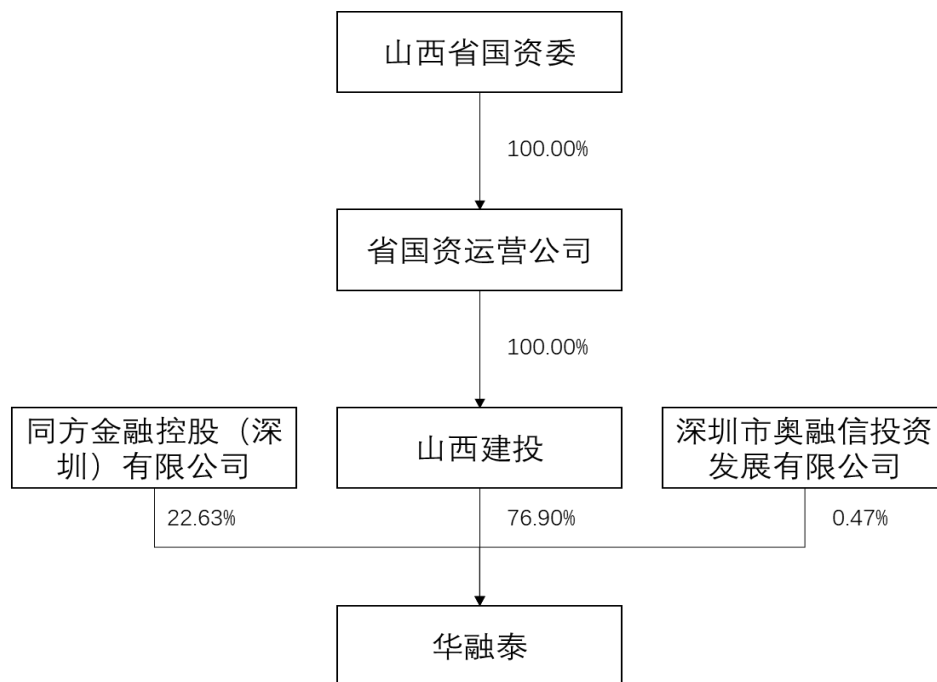 山西省国资委
100.00%
省国资运营公司
100.00%
同方金融控股（深
圳）有限公司
山西建投
深圳市奥融信投资
发展有限公司
22.63%
76.90%
0.47%
华融泰